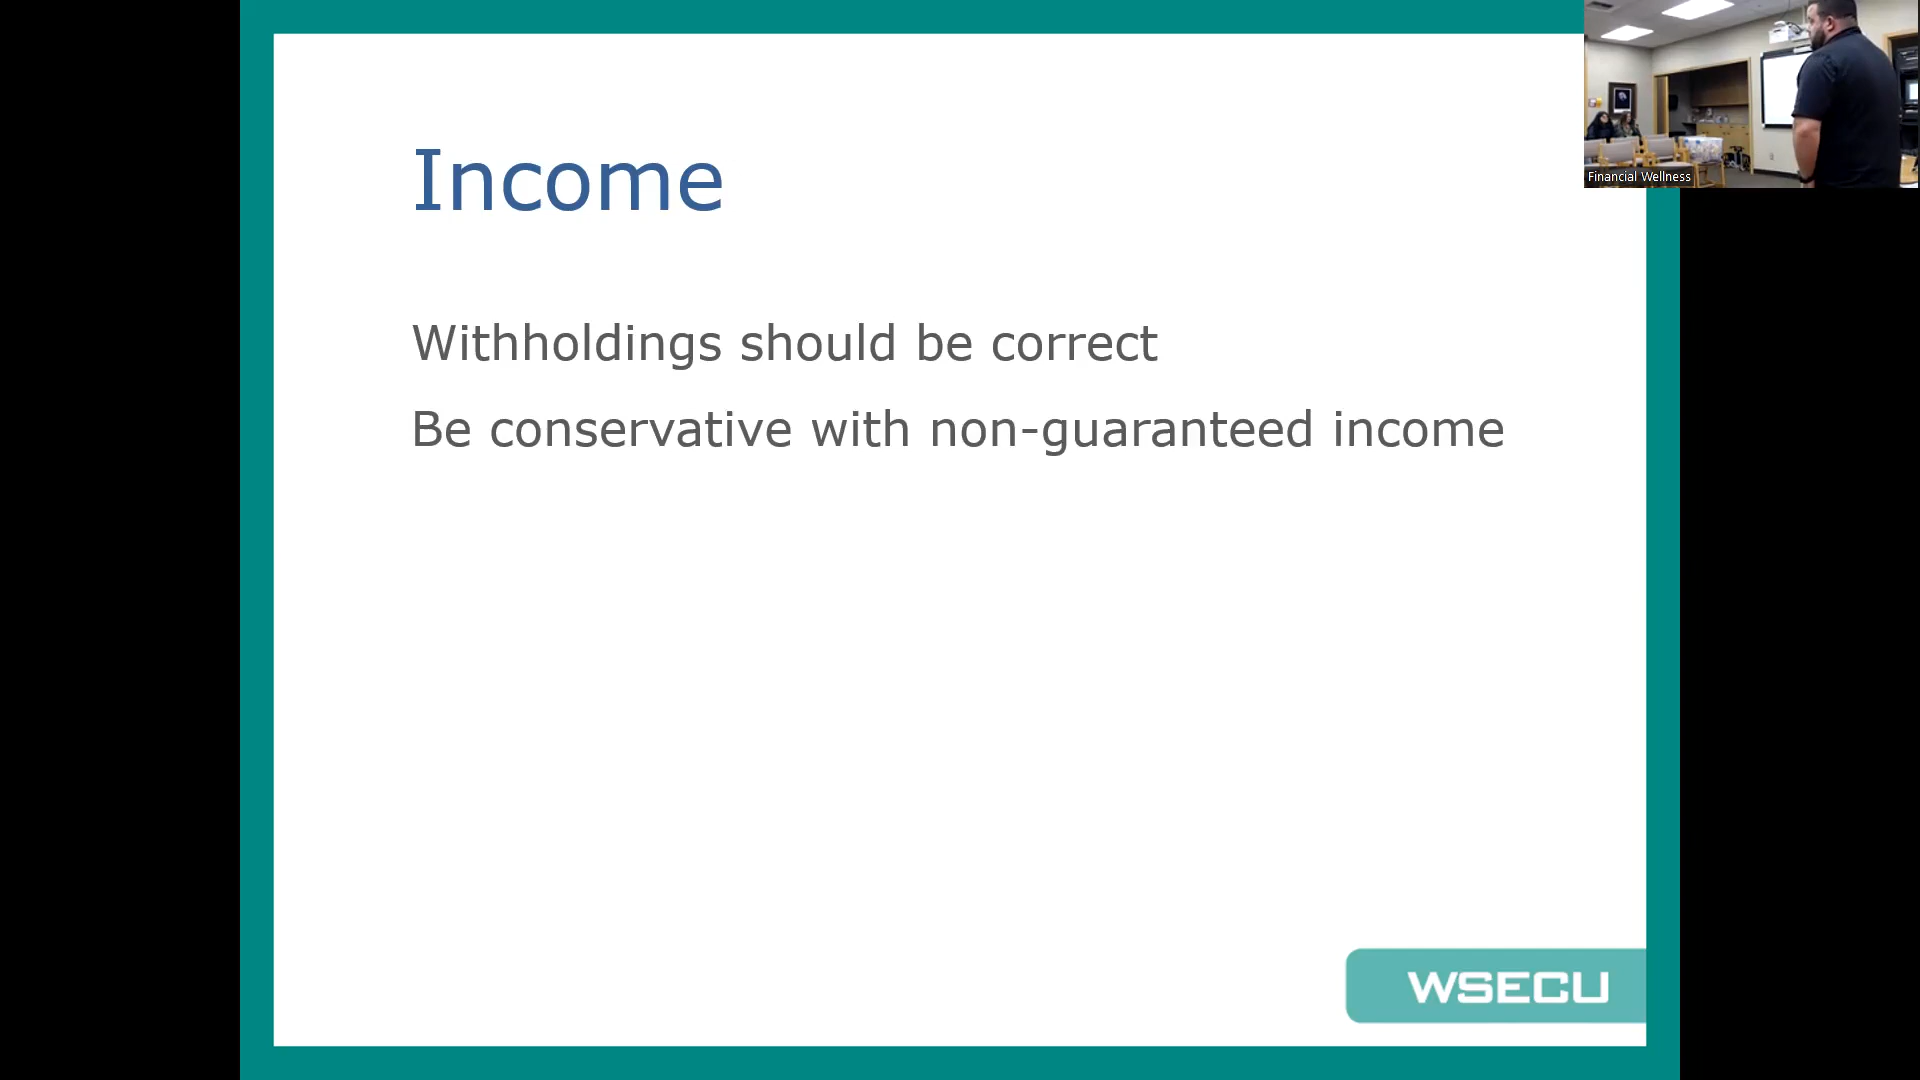 Income
Withholdings should be correct
Be conservative with non-guaranteed income
WSECU
Financial Wellness